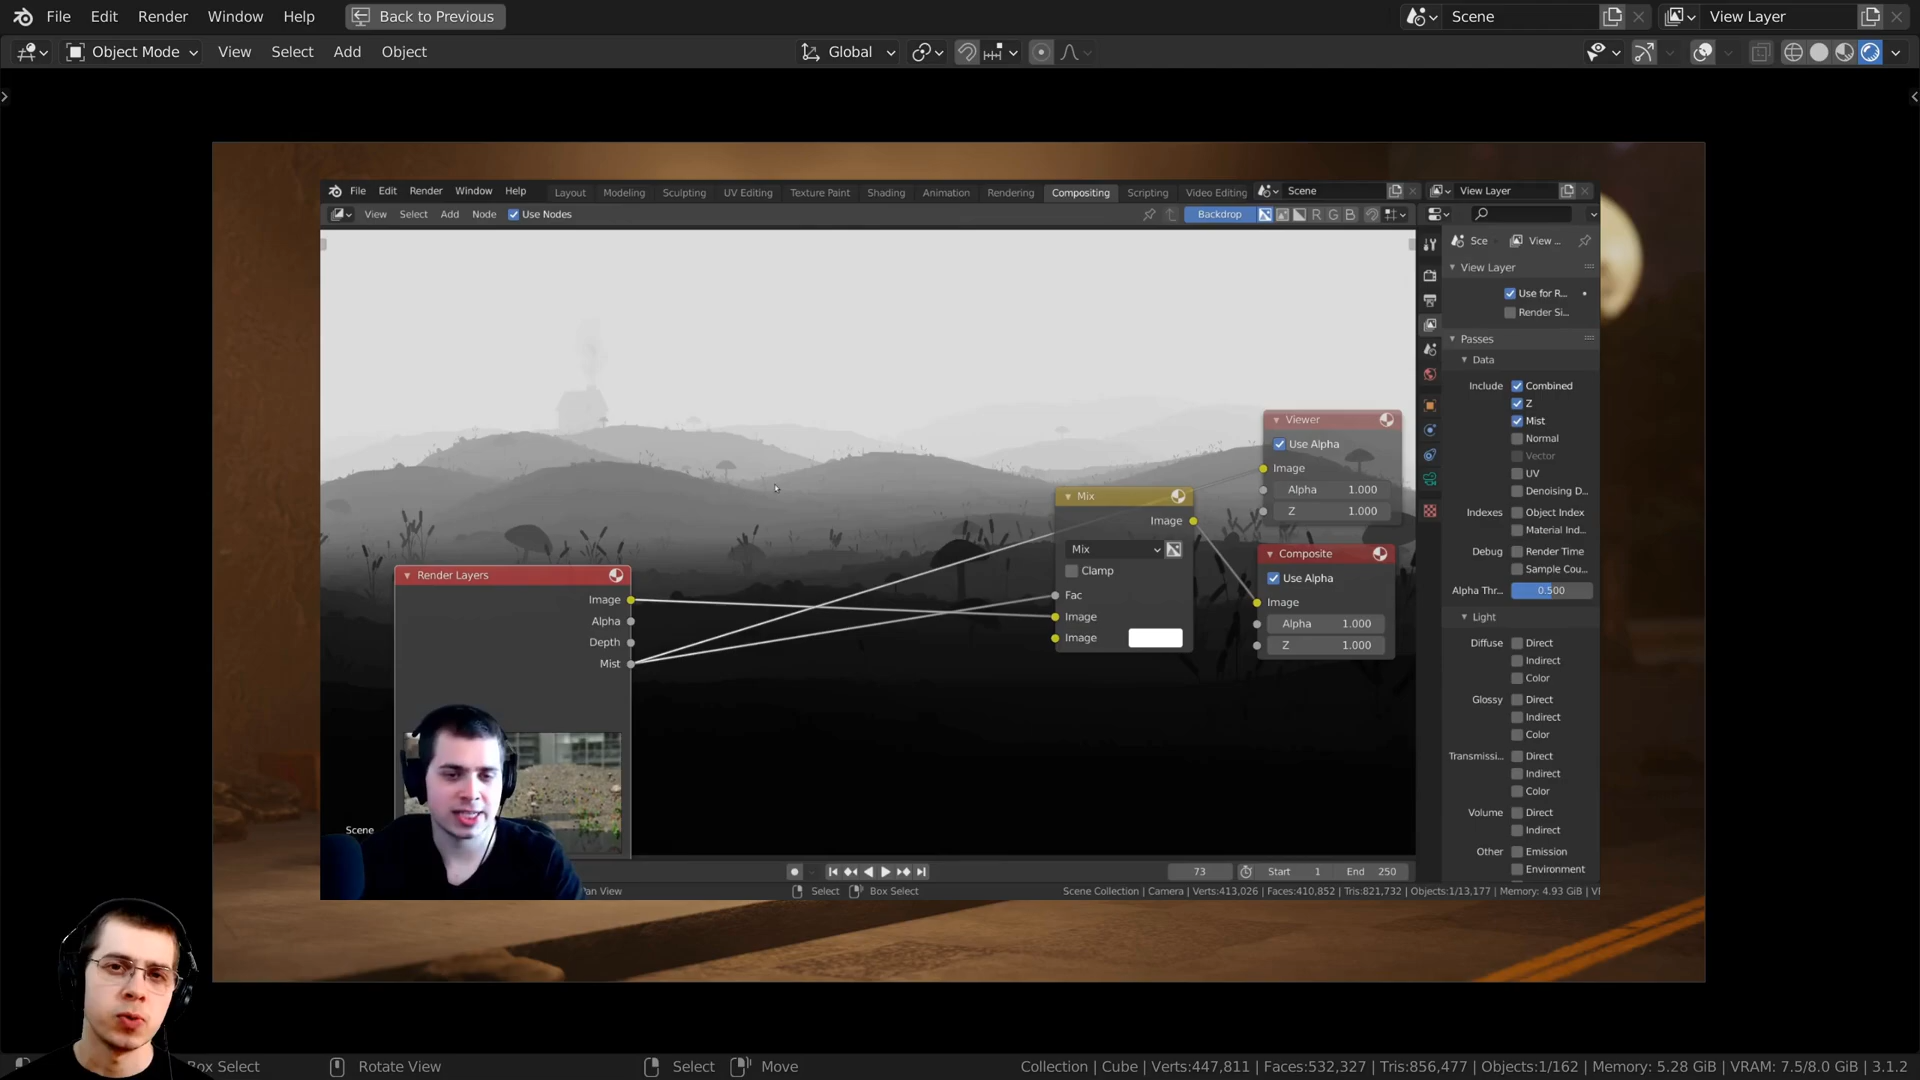 File Edit Render Window Help Back to Previous Scene View Layer
Object Mode View Select Add Object Global
File Edit Render Window Help Layout Modeling Sculpting UV Editing Texture Paint Shading Animation Rendering Compositing Scripting Video Editing Scene View Layer
View Select Add Node Use Nodes Backdrop R G B
Sce View ...
View Layer
Use for R...
Render Si...
Passes
Data
Include Combined
Z
Mist
Normal
Vector
UV
Denoising D...
Indexes Object Index
Material Ind...
Debug Render Time
Sample Cou...
Alpha Thr... 0.500
Light
Diffuse Direct
Indirect
Color
Glossy Direct
Indirect
Color
Transmissi... Direct
Indirect
Color
Volume Direct
Indirect
Other Emission
Environment
Viewer
Use Alpha
Image
Alpha 1.000
Z 1.000
Mix
Image
Mix
Clamp
Fac
Image
Image
Composite
Use Alpha
Image
Alpha 1.000
Z 1.000
Render Layers
Image
Alpha
Depth
Mist
Scene
73 Start 1 End 250
Pan View Select Box Select Scene Collection | Camera | Verts:413,026 | Faces:410,852 | Tris:821,732 | Objects:1/13,177 | Memory: 4.93 GiB |
Box Select Rotate View Select Move Collection | Cube | Verts:447,811 | Faces:532,327 | Tris:856,477 | Objects:1/162 | Memory: 5.28 GiB | VRAM: 7.5/8.0 GiB | 3.1.2